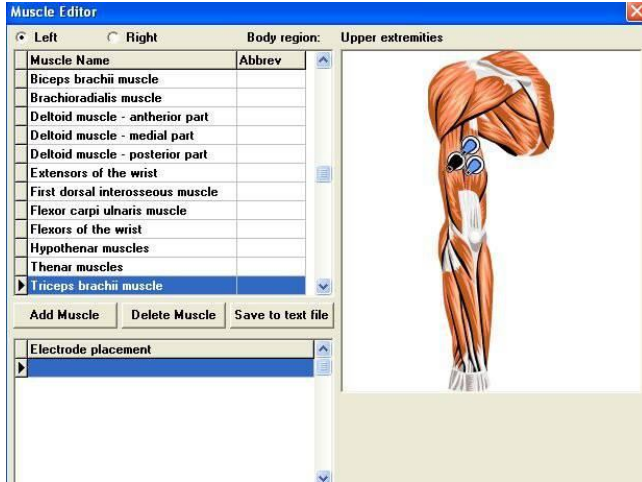 Muscle Editor
Left Right Body region: Upper extremities
Muscle Name Abbrev
Biceps brachii muscle
Brachioradialis muscle
Deltoid muscle - antherior part
Deltoid muscle - medial part
Deltoid muscle - posterior part
Extensors of the wrist
First dorsal interosseous muscle
Flexor carpi ulnaris muscle
Flexors of the wrist
Hypothenar muscles
Thenar muscles
Triceps brachii muscle
Add Muscle Delete Muscle Save to text file
Electrode placement